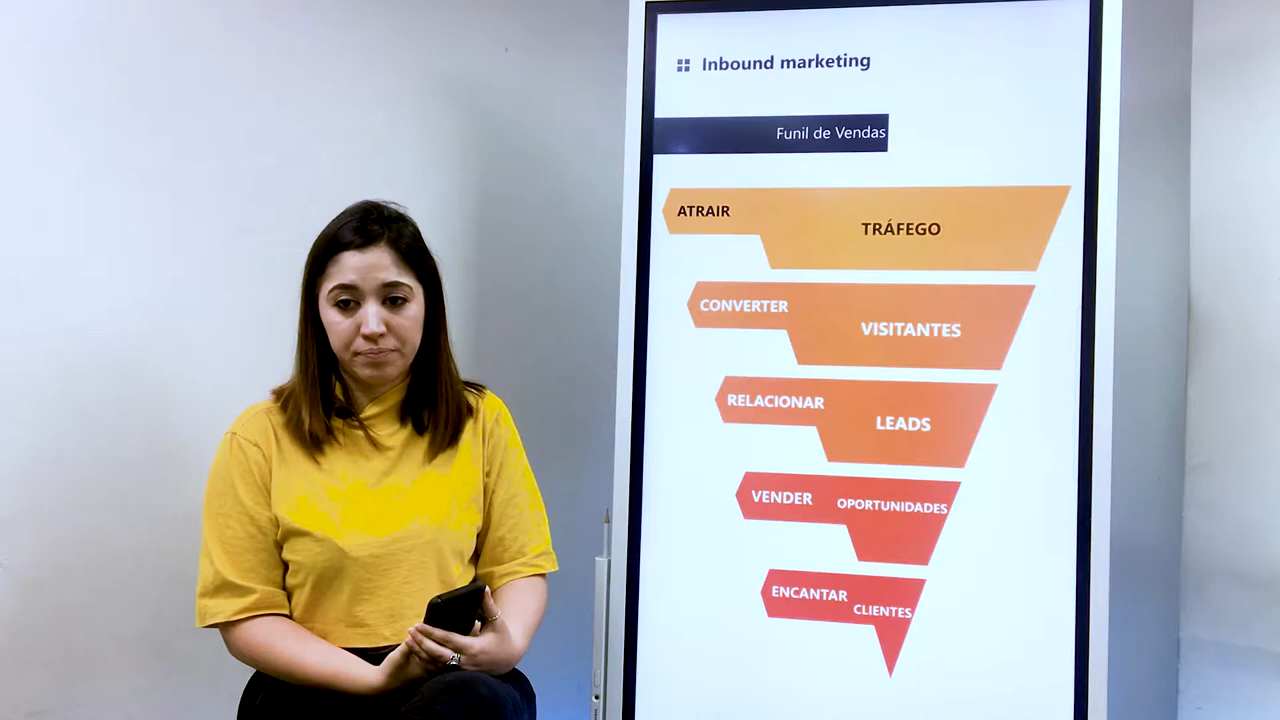 Inbound marketing
Funil de Vendas
ATRAIR
TRÁFEGO
CONVERTER
VISITANTES
RELACIONAR
LEADS
VENDER
OPORTUNIDADES
ENCANTAR
CLIENTES